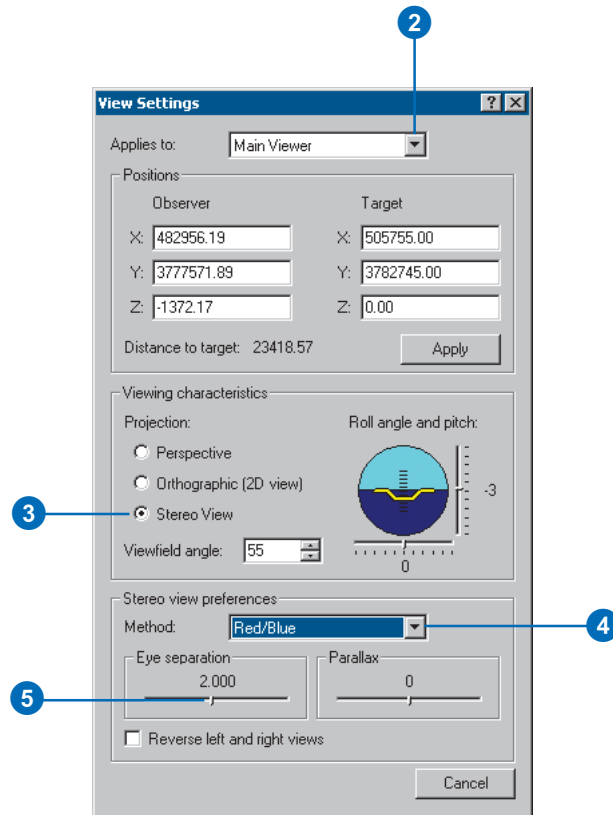 2
View Settings
Applies to: Main Viewer
Positions
Observer Target
X: 482956.19 X: 505755.00
Y: 3777571.89 Y: 3782745.00
Z: -1372.17 Z: 0.00
Distance to target: 23418.57 Apply
Viewing characteristics
Projection: Roll angle and pitch:
Perspective
Orthographic (2D view) -3
3 Stereo View
Viewfield angle: 55 0
Stereo view preferences
Method: Red/Blue 4
Eye separation Parallax
2.000 0
5
Reverse left and right views
Cancel